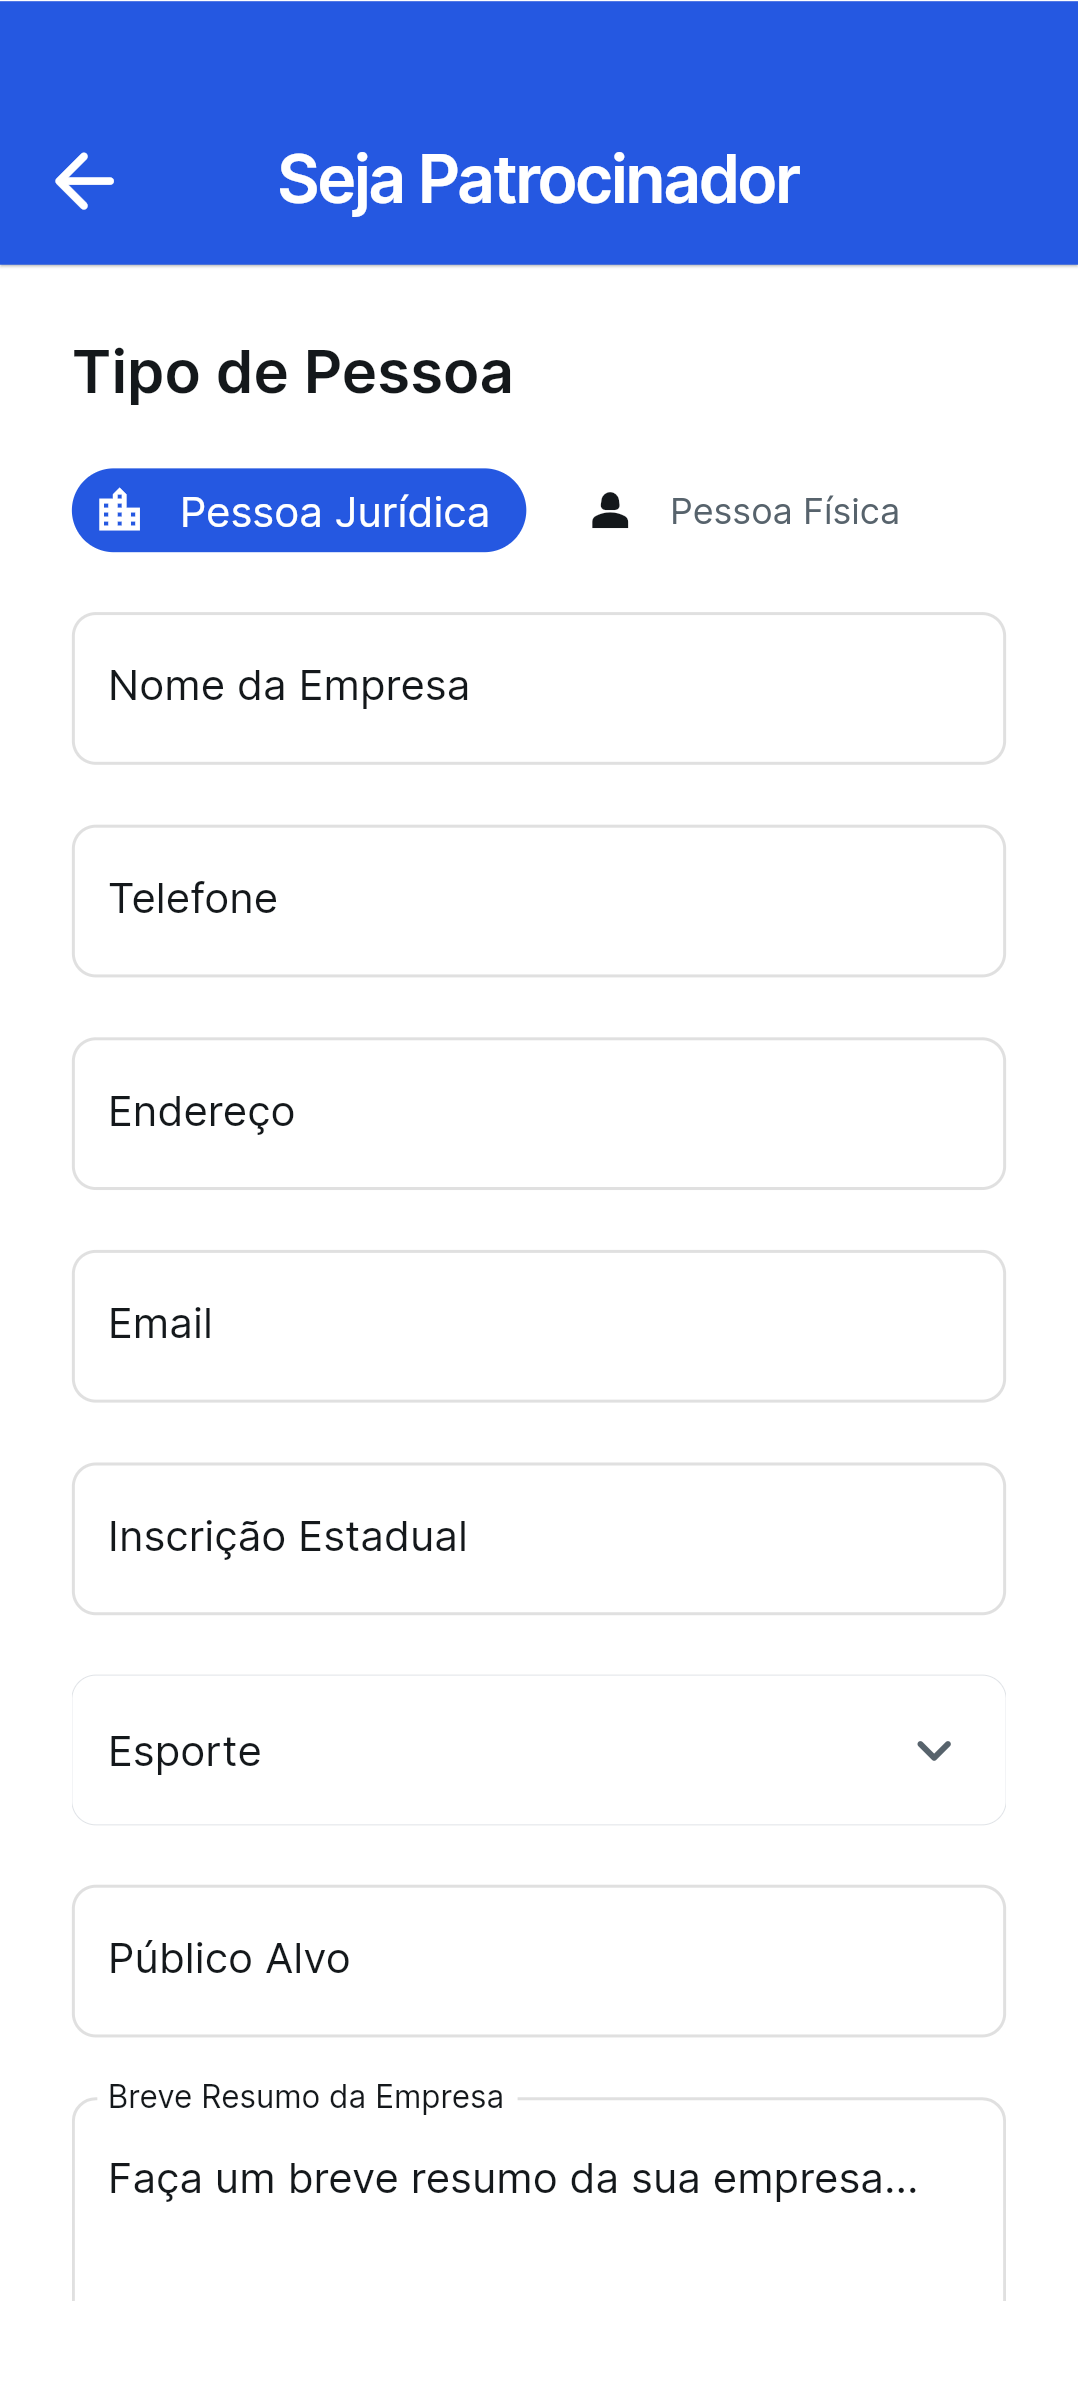 Seja Patrocinador
Tipo de Pessoa
Pessoa Jurídica
Pessoa Física
Nome da Empresa
Telefone
Endereço
Email
Inscrição Estadual
Esporte
Público Alvo
Breve Resumo da Empresa
Faça um breve resumo da sua empresa...